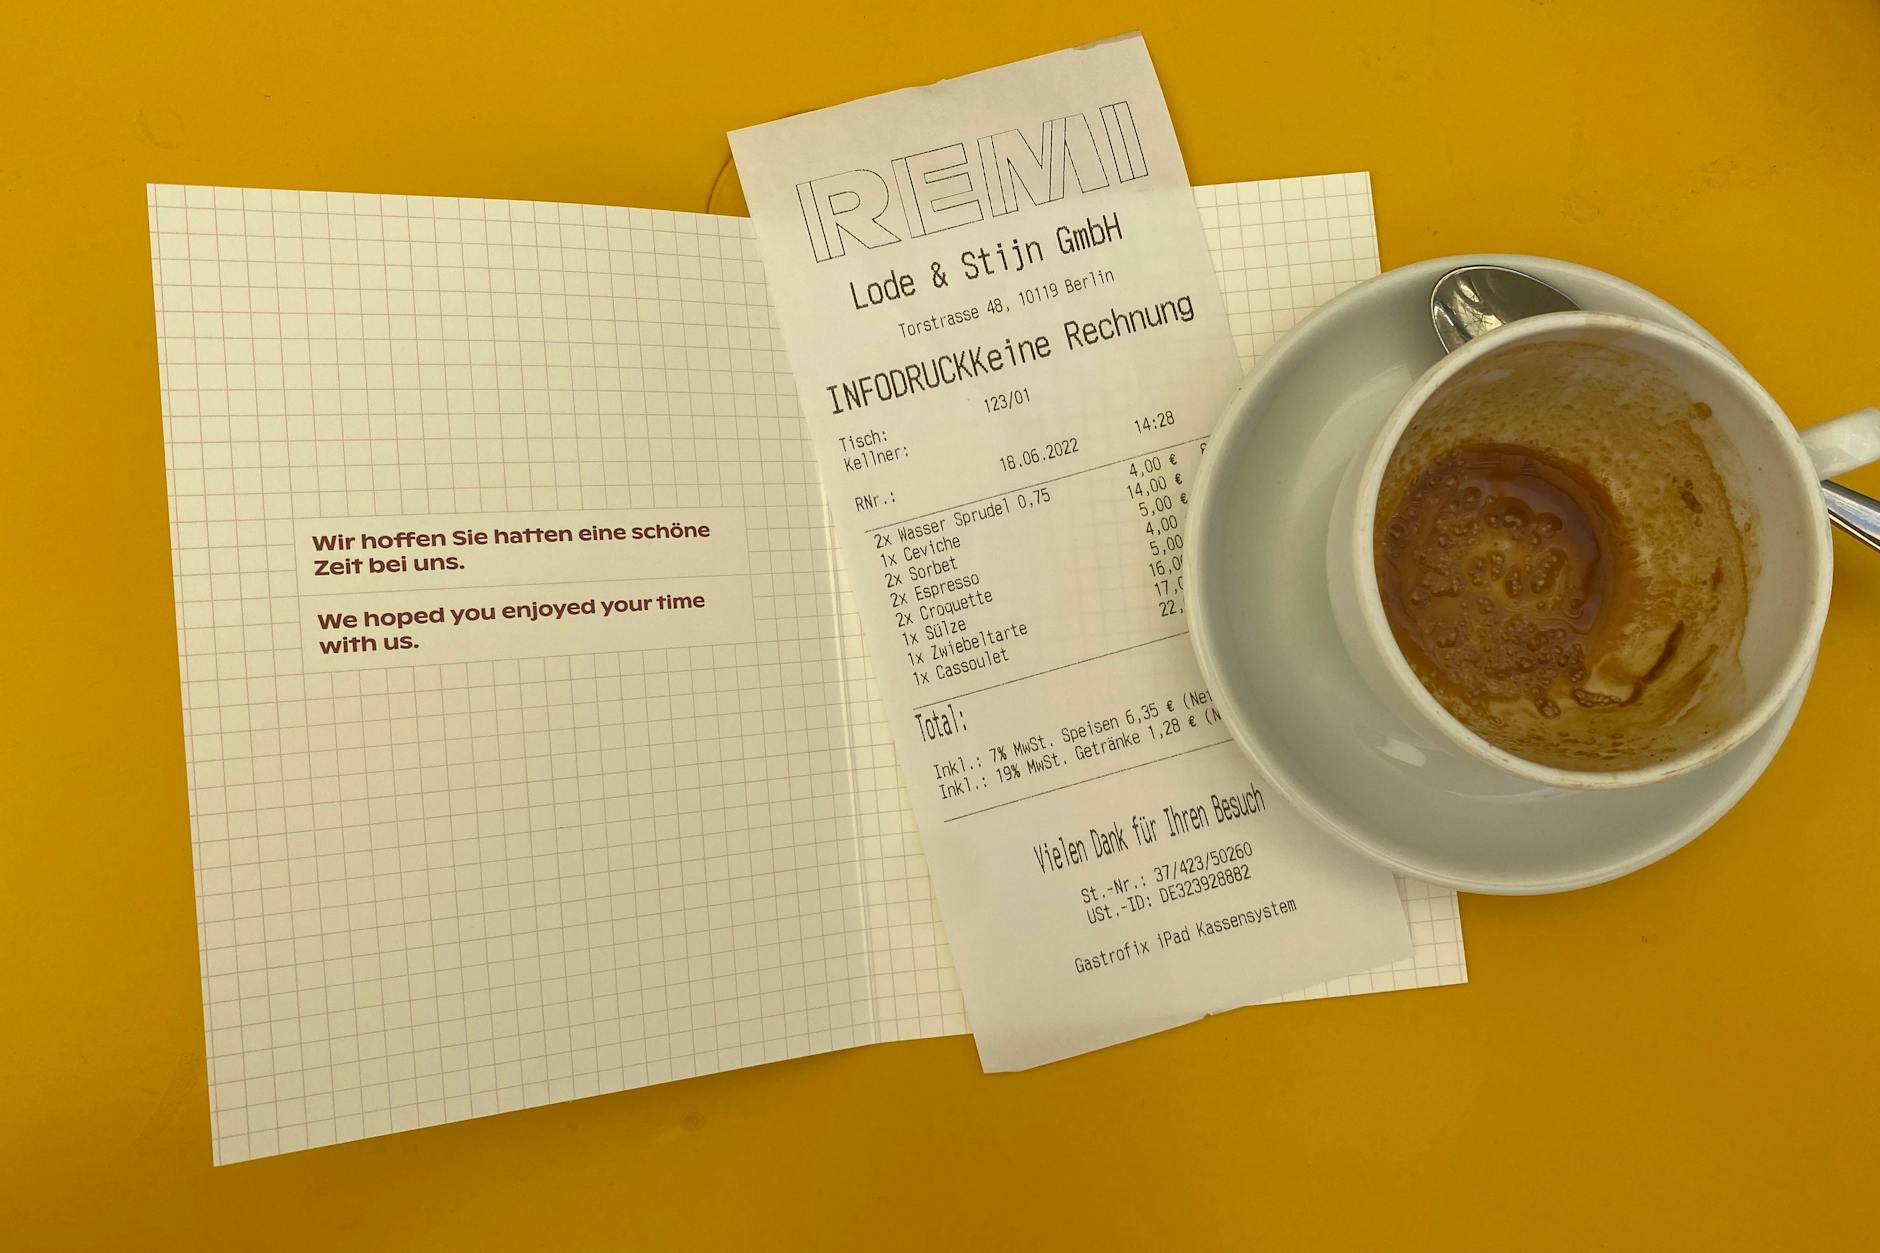 Wir hoffen Sie hatten eine schöne
Zeit bei uns.
We hoped you enjoyed your time
with us.
REMI
Lode & Stijn GmbH
Torstrasse 48, 10119 Berlin
INFODRUCKKeine Rechnung
Tisch: 123/01
Kellner:
RNr.: 18.06.2022 14:28
2x Wasser Sprudel 0,75 4,00 €
1x Ceviche 14,00 €
2x Sorbet 5,00 €
2x Espresso 4,00
2x Croquette 5,00
1x Sülze 16,0
1x Zwiebeltarte 17,
1x Cassoulet 22,
Total:
Inkl.: 7% MwSt. Speisen 6,35 € (Net
Inkl.: 19% MwSt. Getränke 1,28 € (N
Vielen Dank für Ihren Besuch
St.-Nr.: 37/423/50260
USt.-ID: DE323928882
Gastrofix iPad Kassensystem